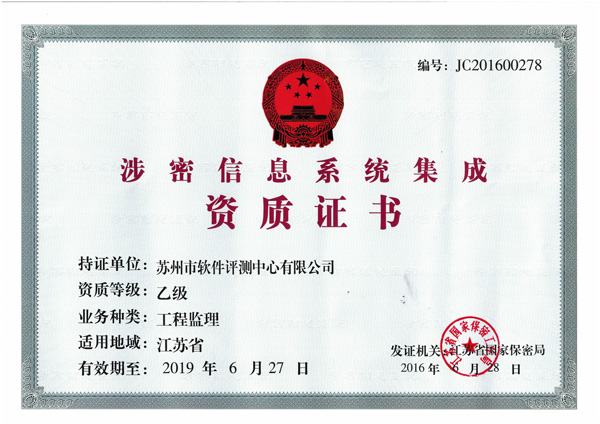 编号: JC201600278
涉密信息系统集成
资质证书
持证单位: 苏州市软件评测中心有限公司
资质等级: 乙级
业务种类: 工程监理
适用地域: 江苏省
有效期至: 2019 年 6 月 27 日
发证机关: 江苏省国家保密局
2016 年 6 月 28 日